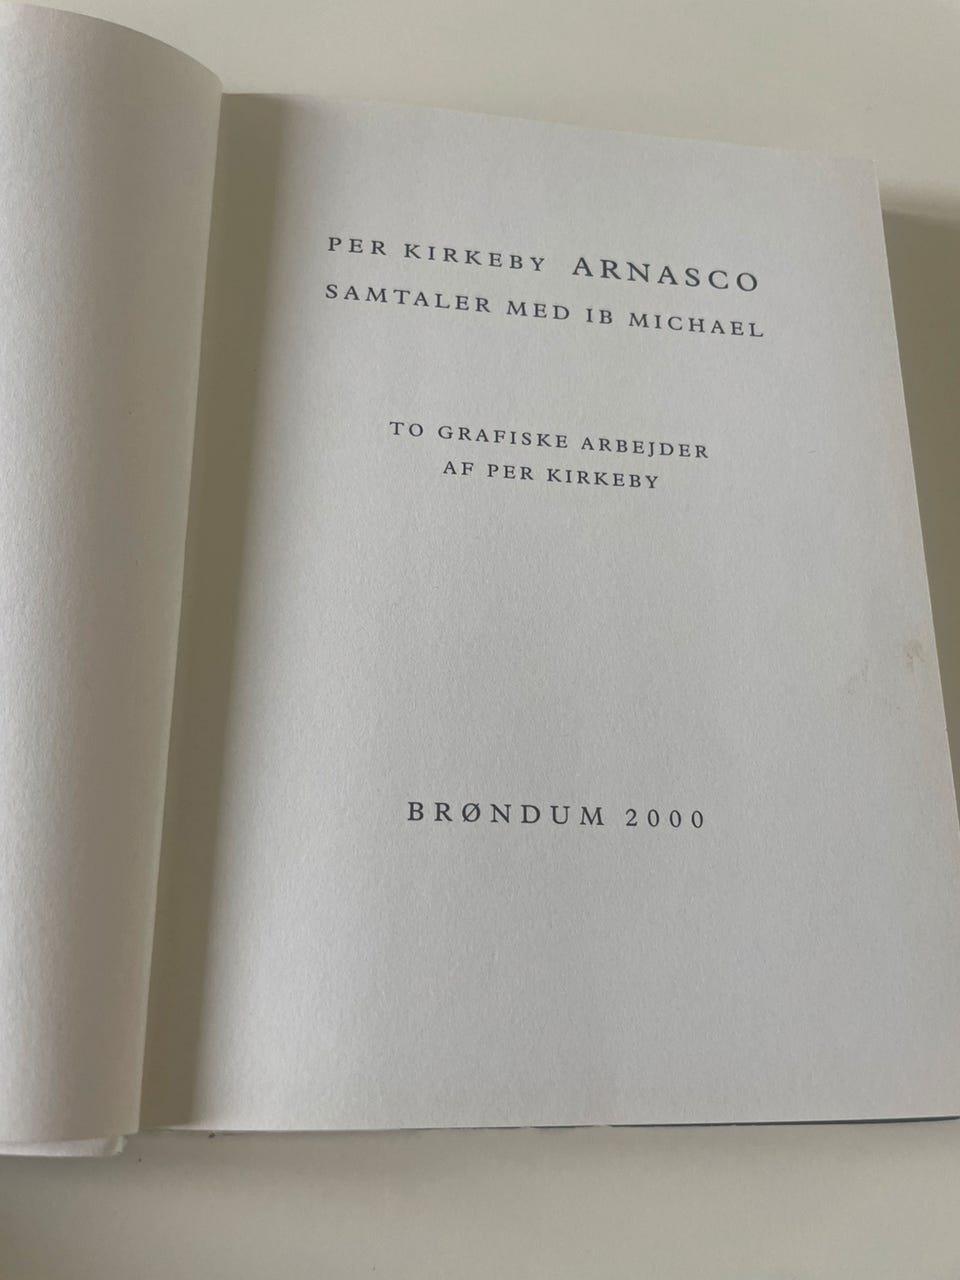 PER KIRKEBY ARNASCO
SAMTALER MED IB MICHAEL
TO GRAFISKE ARBEJDER
AF PER KIRKEBY
BRØNDUM 2000